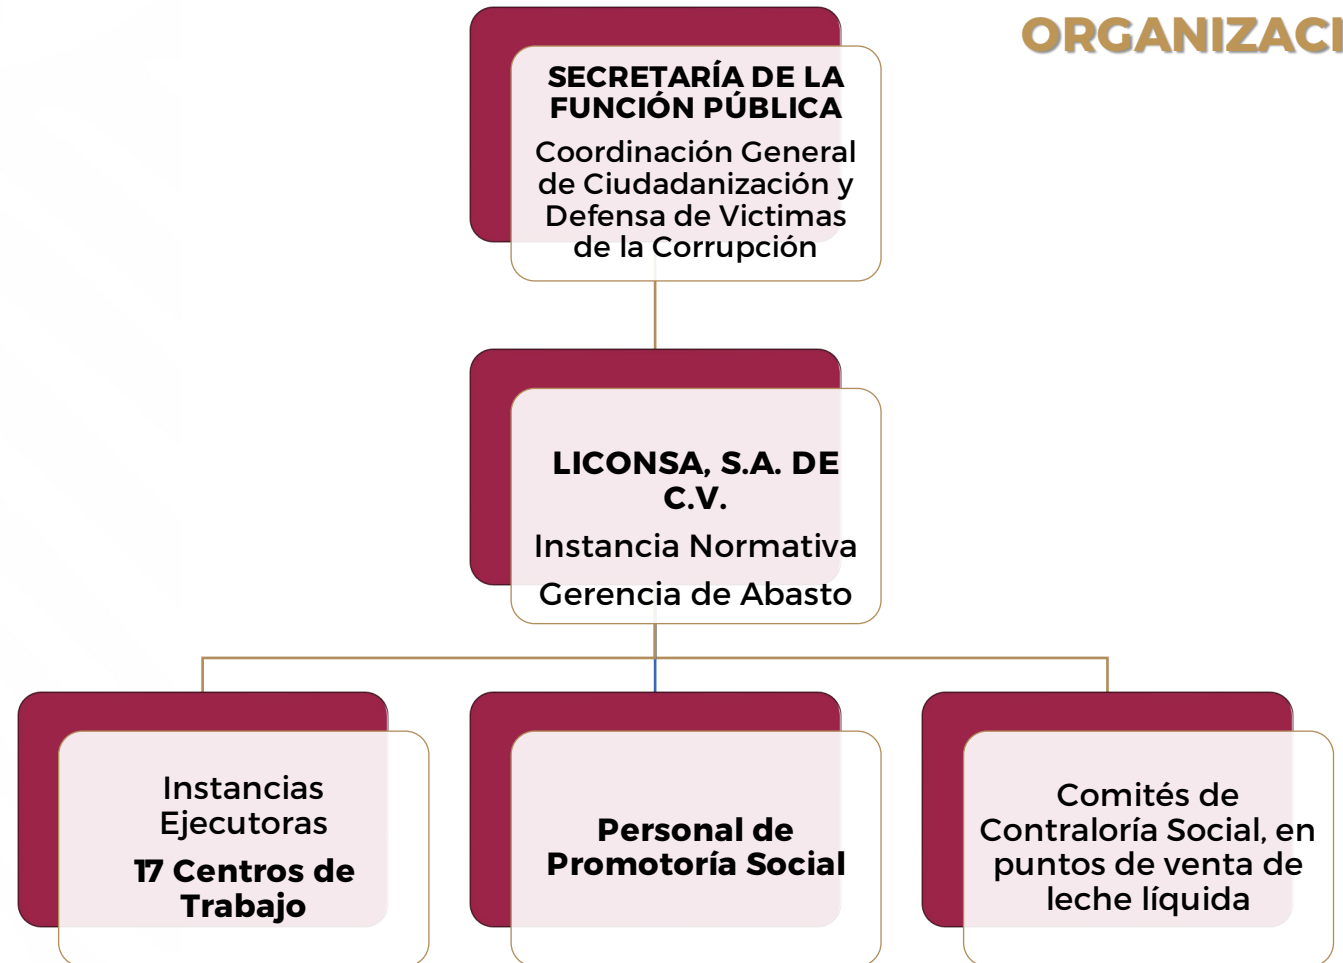 ORGANIZACI
SECRETARÍA DE LA
FUNCIÓN PÚBLICA
Coordinación General
de Ciudadanización y
Defensa de Victimas
de la Corrupción
LICONSA, S.A. DE
C.V.
Instancia Normativa
Gerencia de Abasto
Instancias
Ejecutoras
17 Centros de
Trabajo
Personal de
Promotoría Social
Comités de
Contraloría Social, en
puntos de venta de
leche líquida